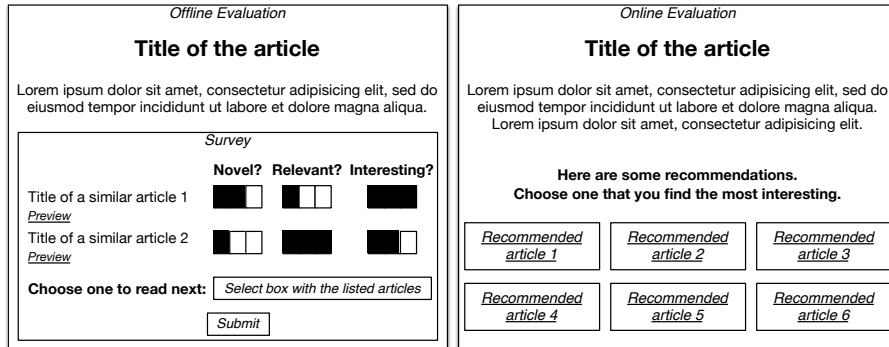 Offline Evaluation
Title of the article
Lorem ipsum dolor sit amet, consectetur adipisicing elit, sed do
eiusmod tempor incididunt ut labore et dolore magna aliqua.
Survey
Novel? Relevant? Interesting?
Title of a similar article 1
Preview
Title of a similar article 2
Preview
Choose one to read next: Select box with the listed articles
Submit
Online Evaluation
Title of the article
Lorem ipsum dolor sit amet, consectetur adipisicing elit, sed do
eiusmod tempor incididunt ut labore et dolore magna aliqua.
Lorem ipsum dolor sit amet, consectetur adipisicing elit.
Here are some recommendations.
Choose one that you find the most interesting.
Recommended
article 1
Recommended
article 2
Recommended
article 3
Recommended
article 4
Recommended
article 5
Recommended
article 6